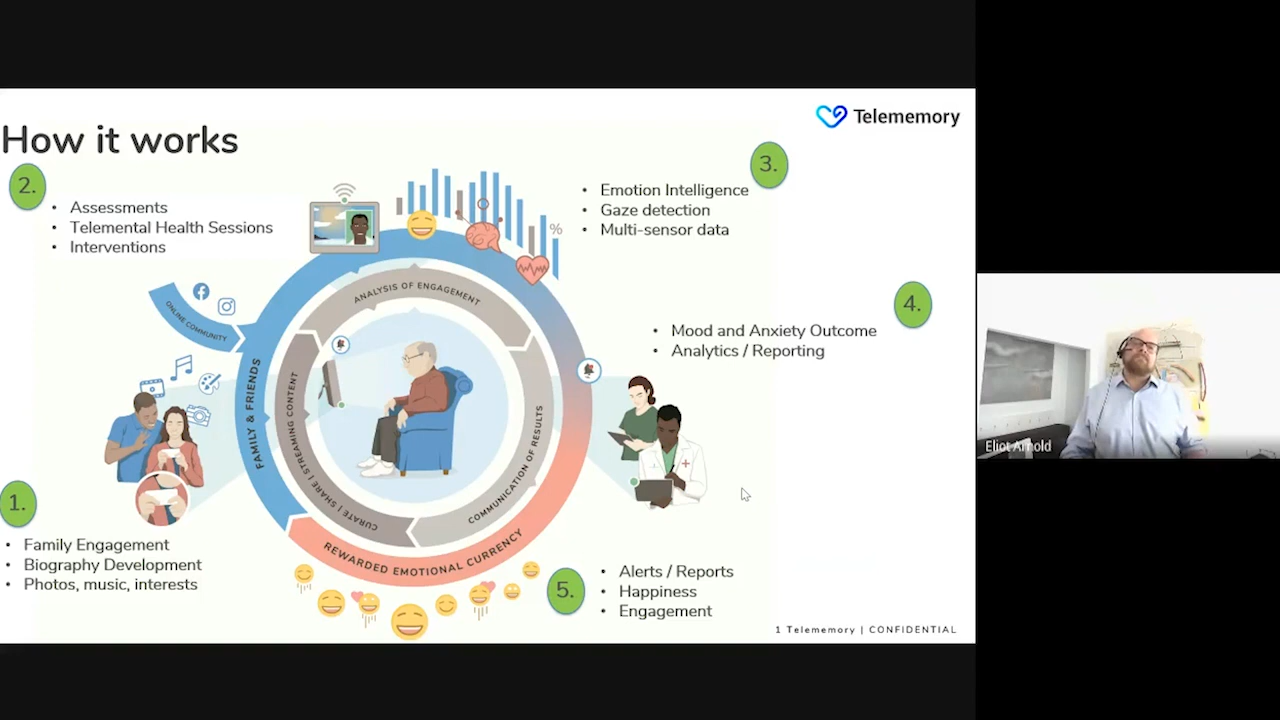 Telememory
How it works
2.
Assessments
Telemental Health Sessions
Interventions
3.
Emotion Intelligence
Gaze detection
Multi-sensor data
%
4.
Mood and Anxiety Outcome
Analytics / Reporting
ANALYSIS OF ENGAGEMENT
ONLINE COMMUNITY
FAMILY & FRIENDS
CURATE | SHARE | STREAMING CONTENT
COMMUNICATION OF RESULTS
REWARDED EMOTIONAL CURRENCY
1.
Family Engagement
Biography Development
Photos, music, interests
5.
Alerts / Reports
Happiness
Engagement
1 Telememory | CONFIDENTIAL
Eliot Arnold